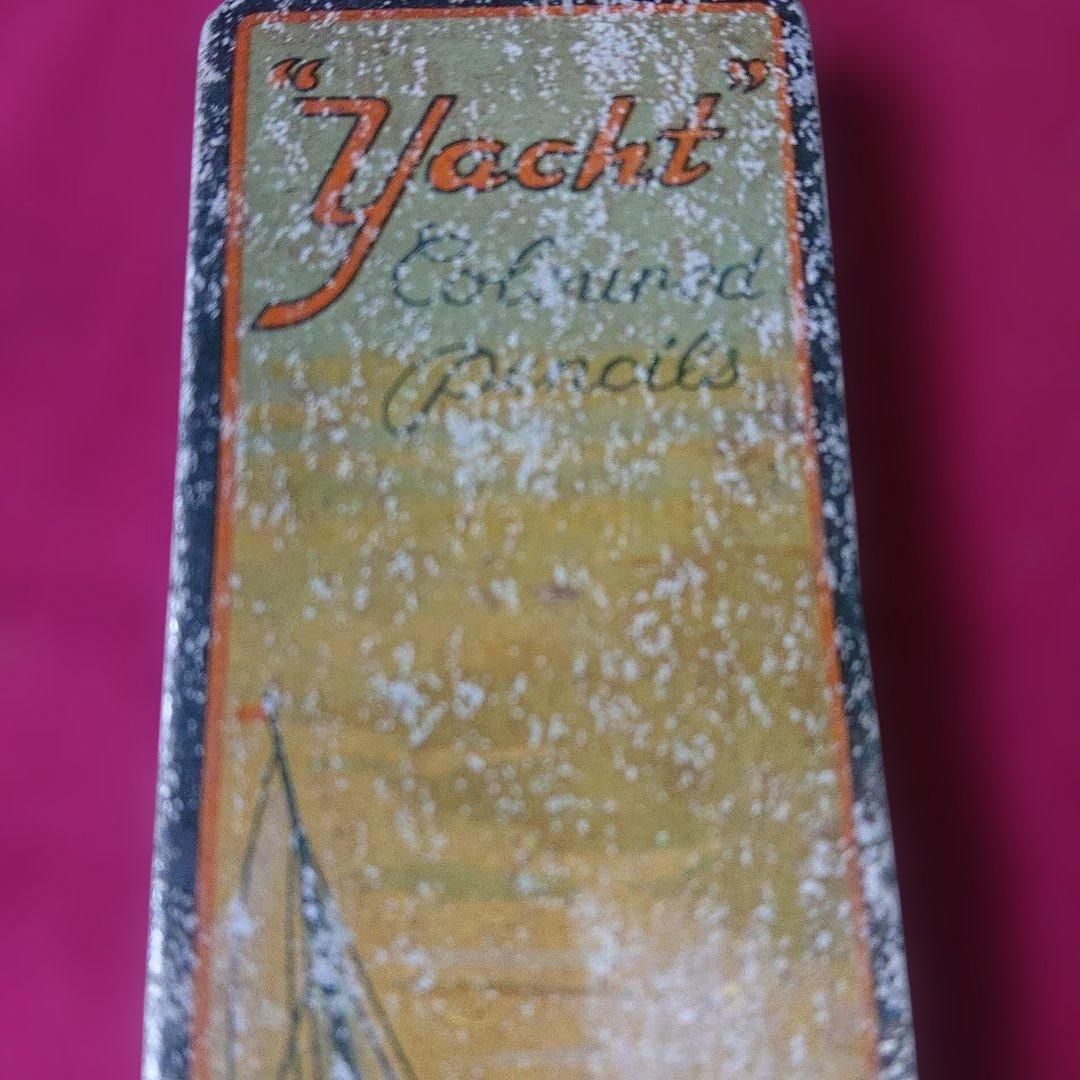 “Yacht”
Coloured
Pencils